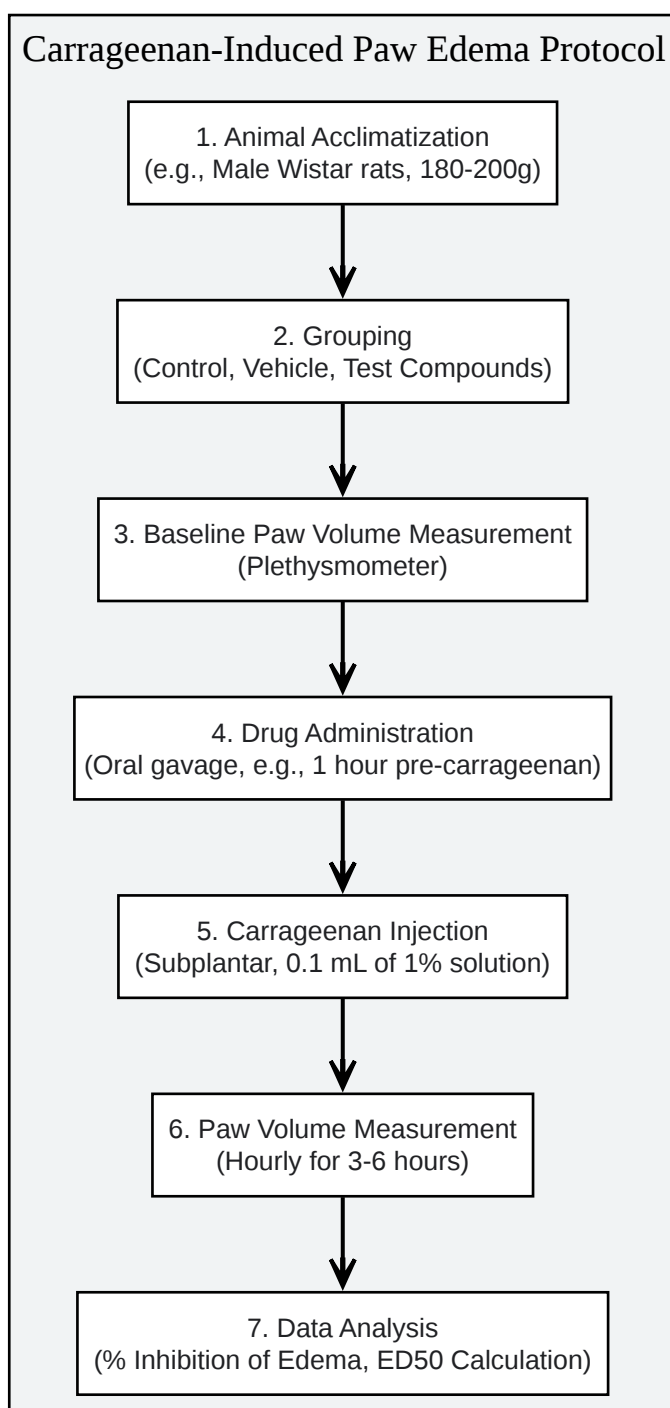 Carrageenan-Induced Paw Edema Protocol
1. Animal Acclimatization
(e.g., Male Wistar rats, 180-200g)
2. Grouping
(Control, Vehicle, Test Compounds)
3. Baseline Paw Volume Measurement
(Plethysmometer)
4. Drug Administration
(Oral gavage, e.g., 1 hour pre-carrageenan)
5. Carrageenan Injection
(Subplantar, 0.1 mL of 1% solution)
6. Paw Volume Measurement
(Hourly for 3-6 hours)
7. Data Analysis
(% Inhibition of Edema, ED50 Calculation)